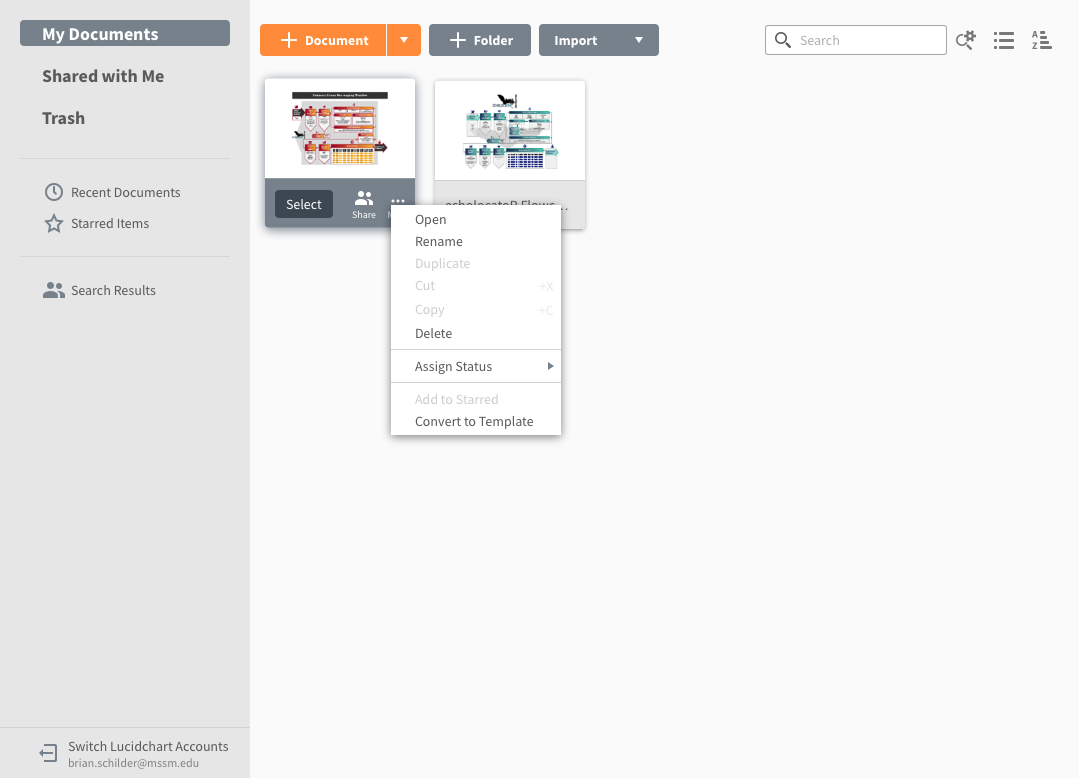 My Documents
Shared with Me
Trash
Recent Documents
Starred Items
Search Results
Switch Lucidchart Accounts
brian.schilder@mssm.edu
Document
Folder
Import
Search
A
Z
Select
Share
Open
Rename
Duplicate
Cut +X
Copy +C
Delete
Assign Status
Add to Starred
Convert to Template